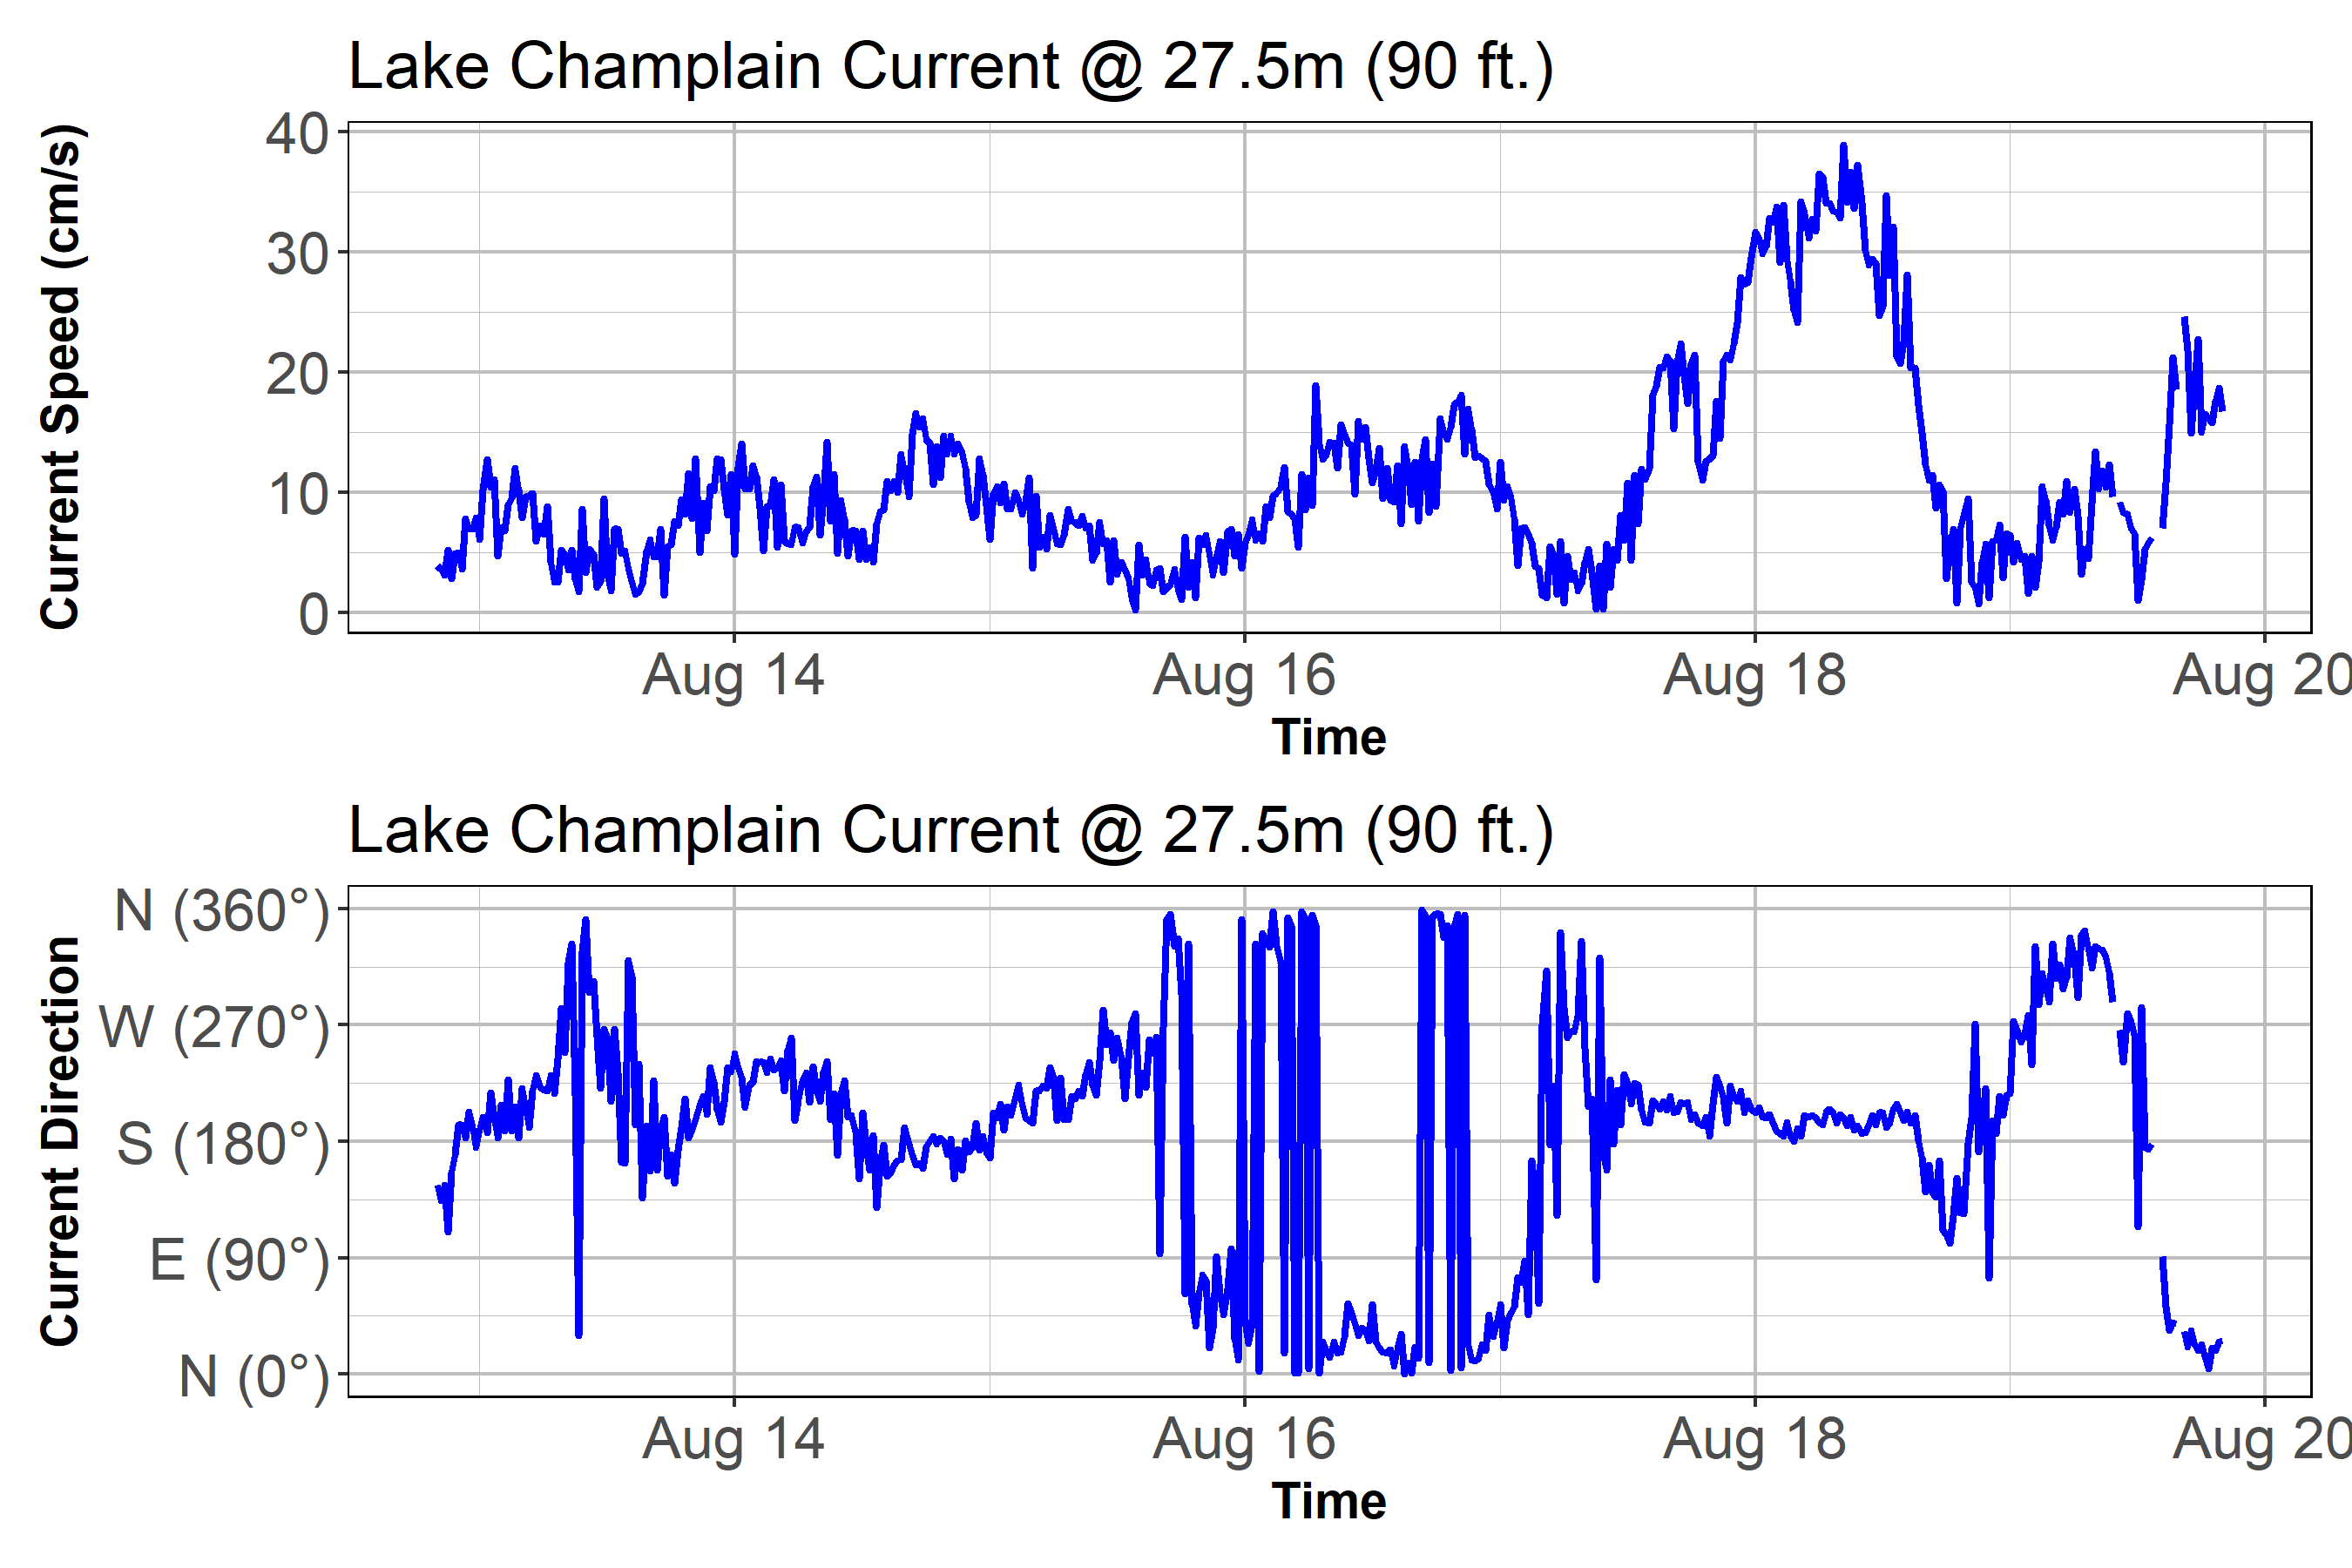 Lake Champlain Current @ 27.5m (90 ft.)
Current Speed (cm/s)
40
30
20
10
0
Aug 14 Aug 16 Aug 18 Aug 20
Time
Lake Champlain Current @ 27.5m (90 ft.)
Current Direction
N (360°)
W (270°)
S (180°)
E (90°)
N (0°)
Aug 14 Aug 16 Aug 18 Aug 20
Time